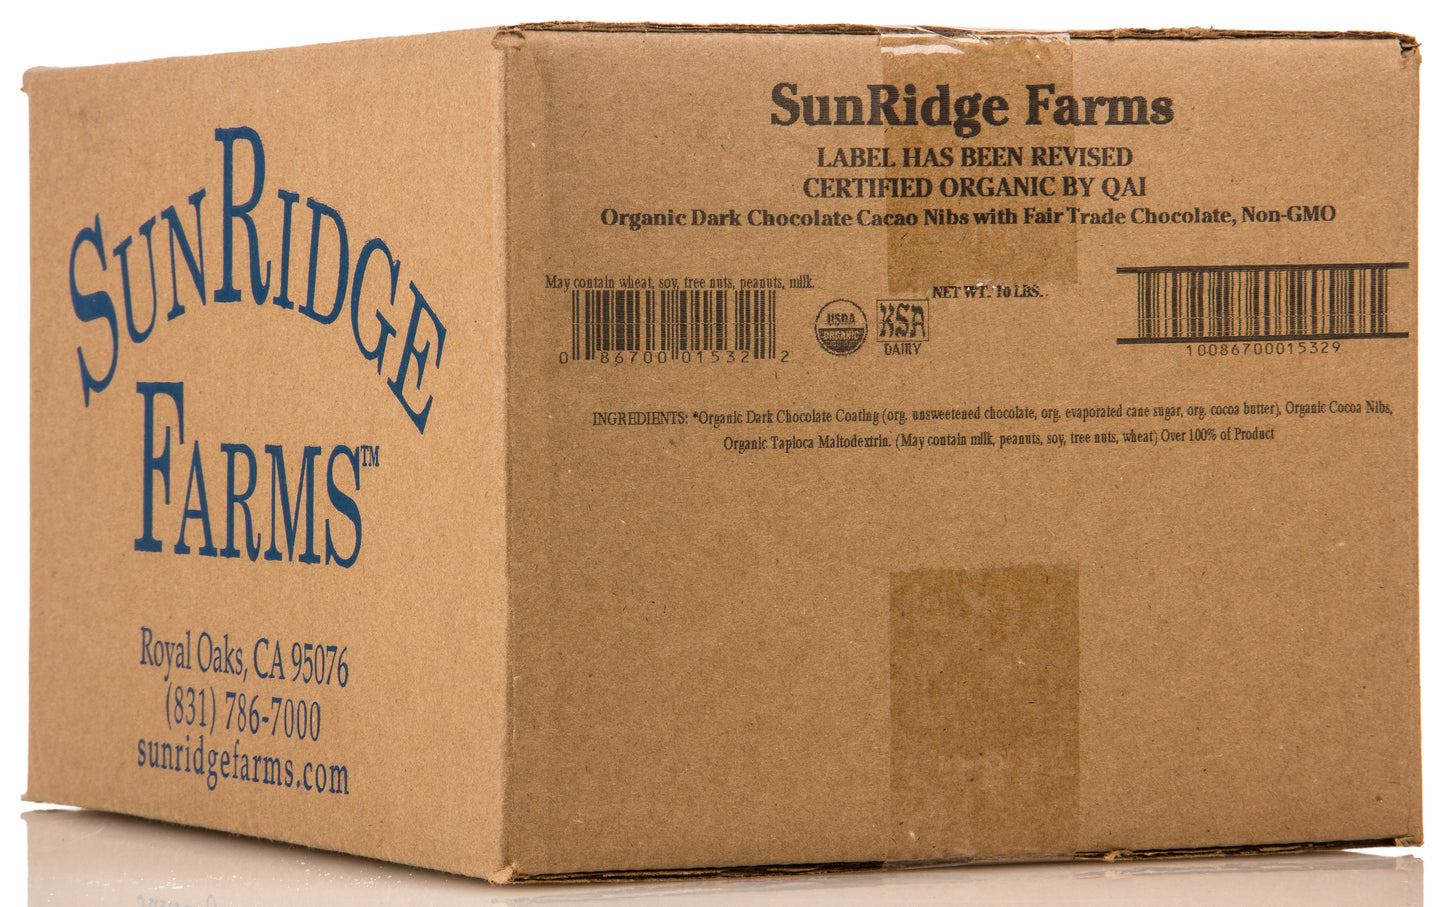 SUNRIDGE
FARMS™
Royal Oaks, CA 95076
(831) 786-7000
sunridgefarms.com
SunRidge Farms
LABEL HAS BEEN REVISED
CERTIFIED ORGANIC BY QAI
Organic Dark Chocolate Cacao Nibs with Fair Trade Chocolate, Non-GMO
May contain wheat, soy, tree nuts, peanuts, milk.
0 86700 01532 2
USDA
ORGANIC
KSA
DAIRY
NET WT. 10 LBS.
10086700015329
INGREDIENTS: *Organic Dark Chocolate Coating (org. unsweetened chocolate, org. evaporated cane sugar, org. cocoa butter), Organic Cocoa Nibs,
Organic Tapioca Maltodextrin. (May contain milk, peanuts, soy, tree nuts, wheat) Over 100% of Product